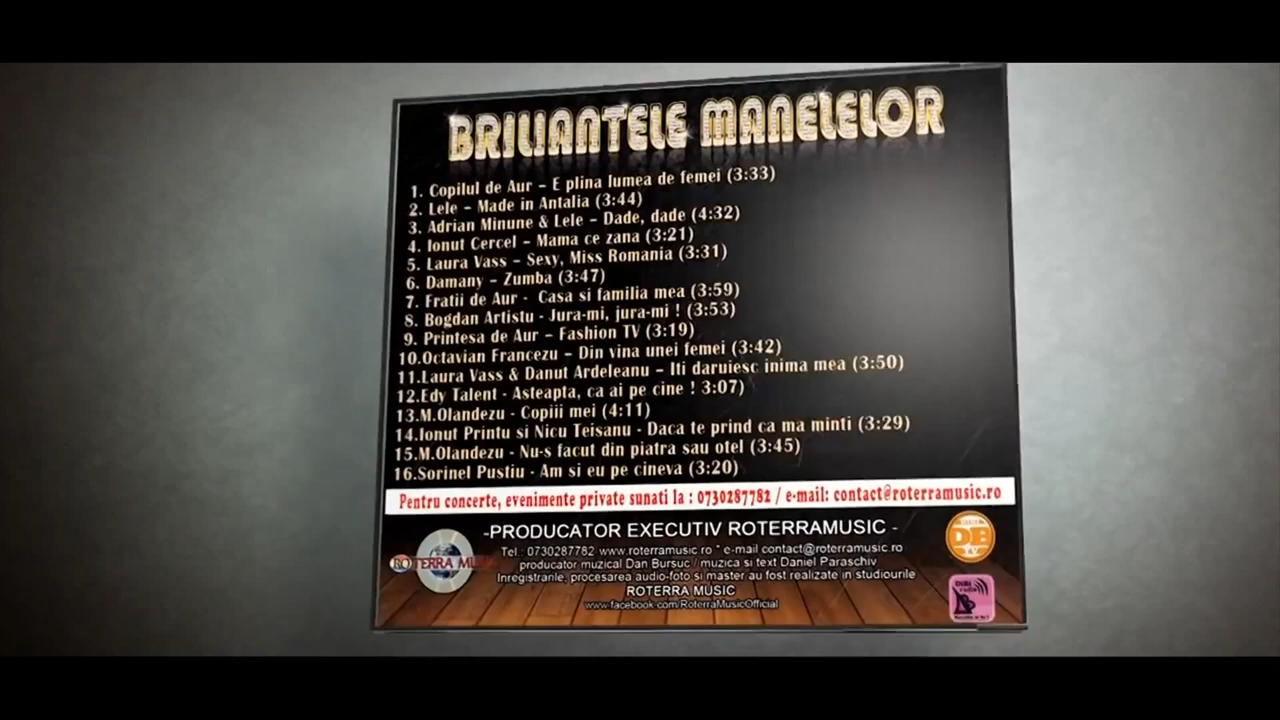 BRILIANTELE MANELELOR
1. Copilul de Aur – E plina lumea de femei (3:33)
2. Lele – Made in Antalia (3:44)
3. Adrian Minune & Lele – Dade, dade (4:32)
4. Ionut Cercel – Mama ce zana (3:21)
5. Laura Vass – Sexy, Miss Romania (3:31)
6. Damany – Zumba (3:47)
7. Fratii de Aur - Casa si familia mea (3:59)
8. Bogdan Artistu - Jura-mi, jura-mi ! (3:53)
9. Printesa de Aur – Fashion TV (3:19)
10.Octavian Francezu – Din vina unei femei (3:42)
11.Laura Vass & Danut Ardeleanu – Iti daruiesc inima mea (3:50)
12.Edy Talent - Asteapta, ca ai pe cine ! 3:07)
13.M.Olandezu - Copiii mei (4:11)
14.Ionut Printu si Nicu Teisanu - Daca te prind ca ma minti (3:29)
15.M.Olandezu - Nu-s facut din piatra sau otel (3:45)
16.Sorinel Pustiu - Am si eu pe cineva (3:20)
Pentru concerte, evenimente private sunati la : 0730287782 / e-mail: contact@roterramusic.ro
-PRODUCATOR EXECUTIV ROTERRAMUSIC -
Tel.: 0730287782 www.roterramusic.ro * e-mail contact@roterramusic.ro
producator muzical Dan Bursuc / muzica si text Daniel Paraschiv
Inregistrarile, procesarea audio-foto si master au fost realizate in studiourile
ROTERRA MUSIC
www.facebook.com/RoterraMusicOfficial
ROTERRA MUSIC
DB
TV
radio